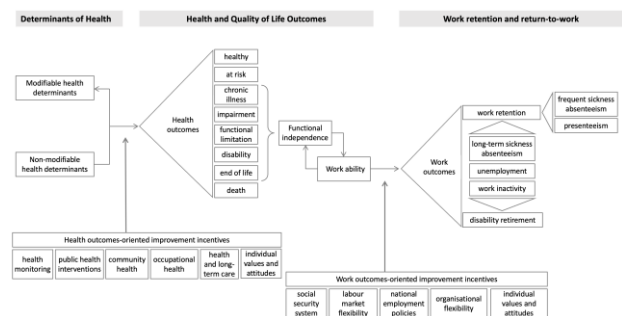 Determinants of Health
Health and Quality of Life Outcomes
Work retention and return-to-work
Modifiable health
determinants
Non-modifiable
health determinants
Health
outcomes
healthy
at risk
chronic
illness
impairment
functional
limitation
disability
end of life
death
Functional
independence
Work ability
Work
outcomes
work retention
frequent sickness
absenteeism
presenteeism
long-term sickness
absenteeism
unemployment
work inactivity
disability retirement
Health outcomes-oriented improvement incentives
health
monitoring
public health
interventions
community
health
occupational
health
health
and long-
term care
individual
values and
attitudes
Work outcomes-oriented improvement incentives
social
security
system
labour
market
flexibility
national
employment
policies
organisational
flexibility
individual
values and
attitudes